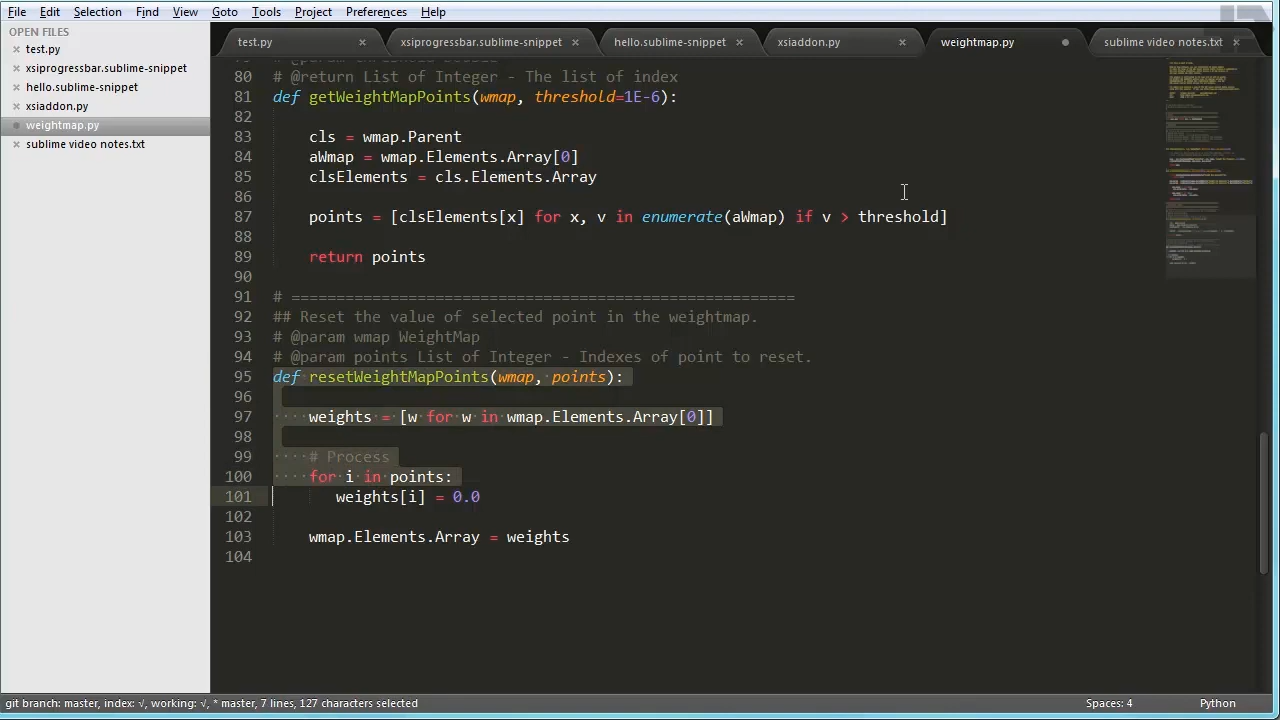 File Edit Selection Find View Goto Tools Project Preferences Help
OPEN FILES
test.py
xsiprogressbar.sublime-snippet
hello.sublime-snippet
xsiaddon.py
weightmap.py
sublime video notes.txt
test.py xsiprogressbar.sublime-snippet hello.sublime-snippet xsiaddon.py weightmap.py sublime video notes.txt
80 # @return List of Integer - The list of index
81 def getWeightMapPoints(wmap, threshold=1E-6):
82
83 cls = wmap.Parent
84 aWmap = wmap.Elements.Array[0]
85 clsElements = cls.Elements.Array
86
87 points = [clsElements[x] for x, v in enumerate(aWmap) if v > threshold]
88
89 return points
90
91 # ========================================================
92 ## Reset the value of selected point in the weightmap.
93 # @param wmap WeightMap
94 # @param points List of Integer - Indexes of point to reset.
95 def resetWeightMapPoints(wmap, points):
96
97 weights = [w for w in wmap.Elements.Array[0]]
98
99 # Process
100 for i in points:
101 weights[i] = 0.0
102
103 wmap.Elements.Array = weights
104
git branch: master, index: √, working: √, * master, 7 lines, 127 characters selected Spaces: 4 Python